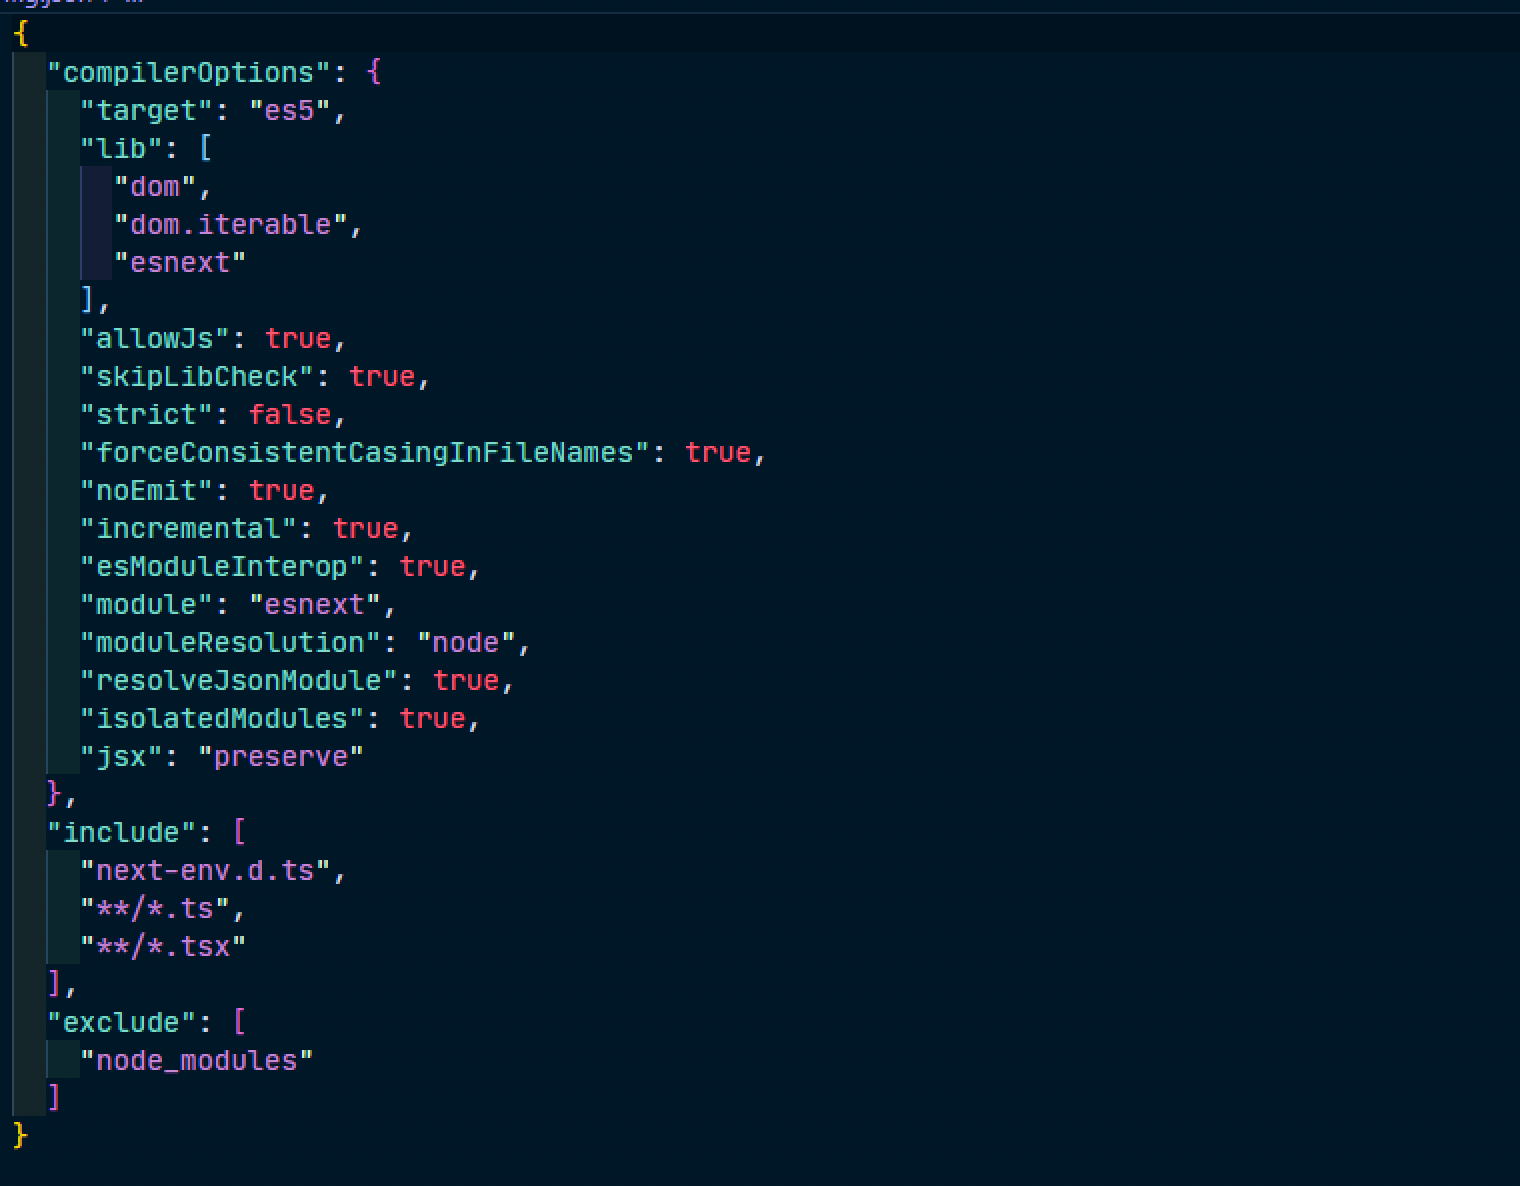 {
  "compilerOptions": {
    "target": "es5",
    "lib": [
      "dom",
      "dom.iterable",
      "esnext"
    ],
    "allowJs": true,
    "skipLibCheck": true,
    "strict": false,
    "forceConsistentCasingInFileNames": true,
    "noEmit": true,
    "incremental": true,
    "esModuleInterop": true,
    "module": "esnext",
    "moduleResolution": "node",
    "resolveJsonModule": true,
    "isolatedModules": true,
    "jsx": "preserve"
  },
  "include": [
    "next-env.d.ts",
    "**/*.ts",
    "**/*.tsx"
  ],
  "exclude": [
    "node_modules"
  ]
}